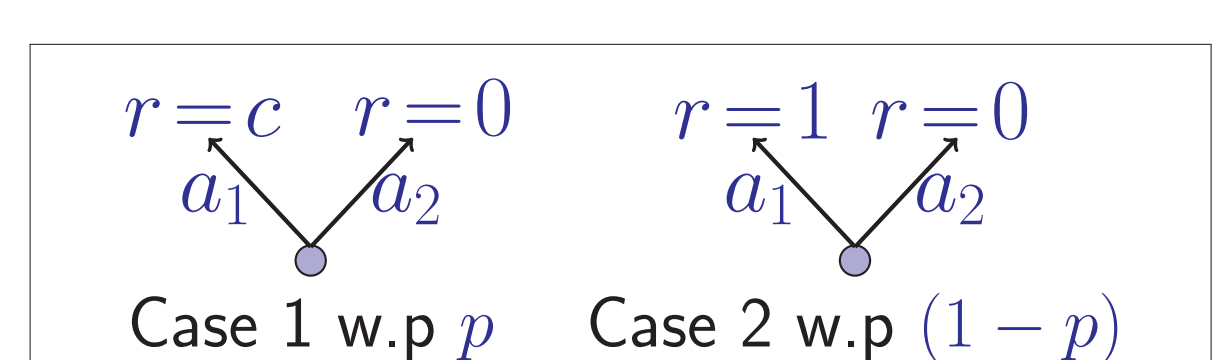 r = c r = 0 r = 1 r = 0
a₁ a₂ a₁ a₂
Case 1 w.p p Case 2 w.p (1 − p)